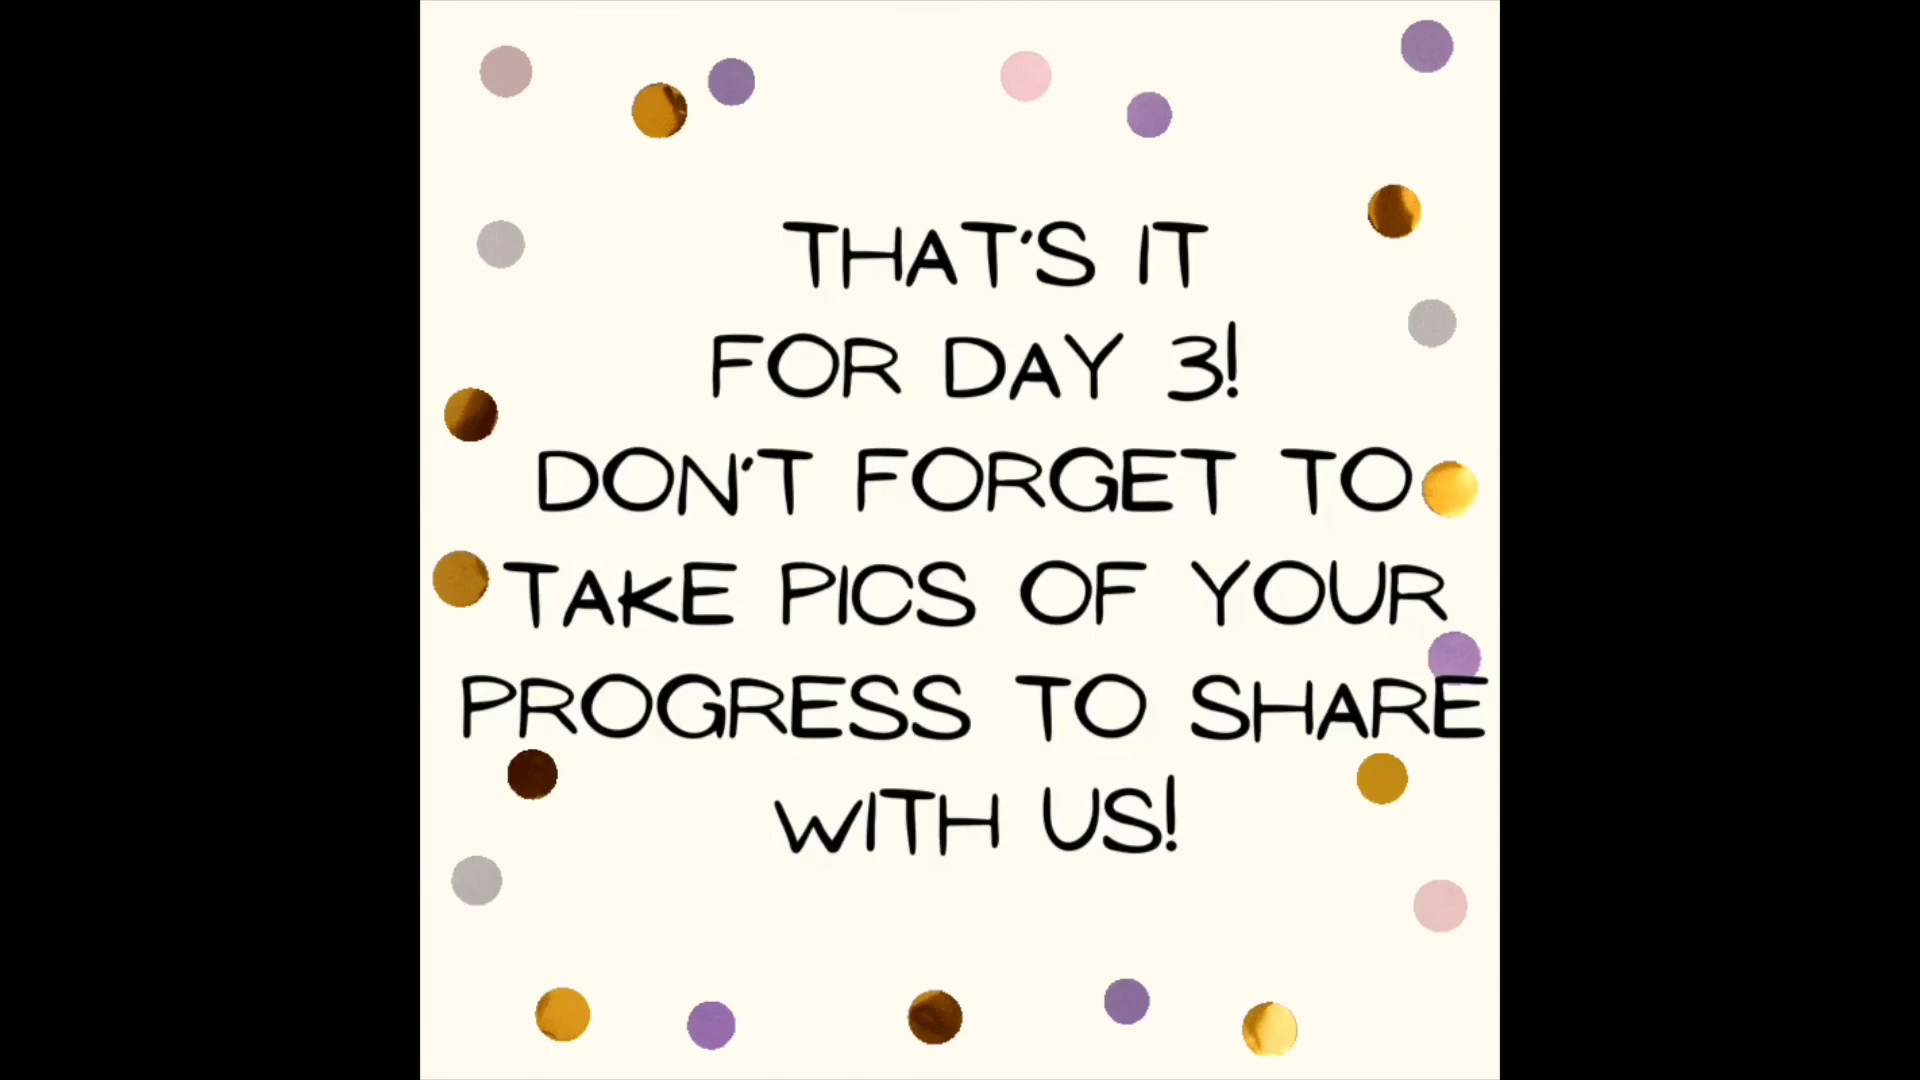 THAT'S IT
FOR DAY 3!
DON'T FORGET TO
TAKE PICS OF YOUR
PROGRESS TO SHARE
WITH US!